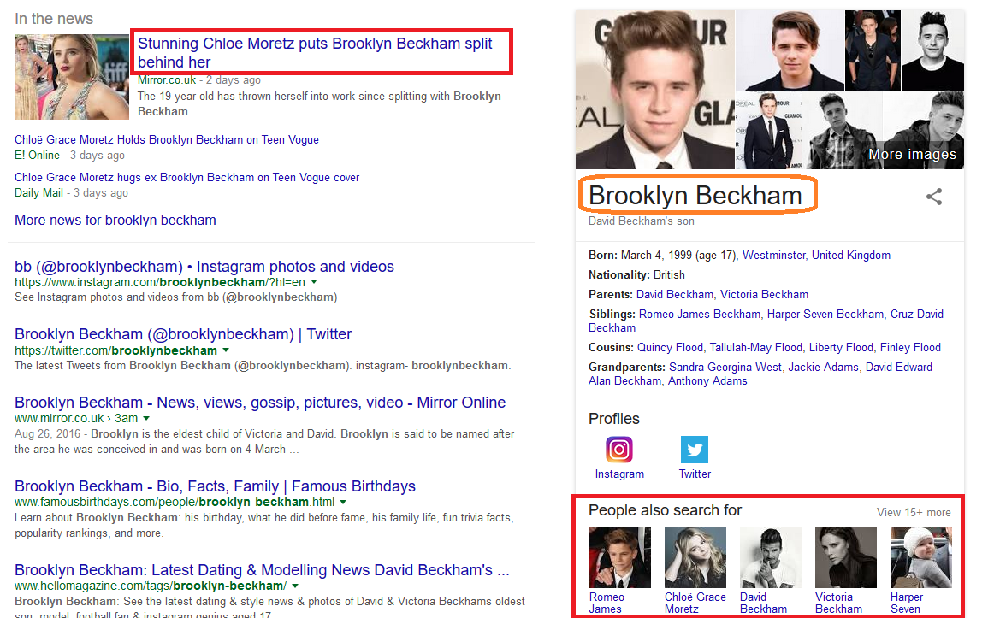 In the news
Stunning Chloe Moretz puts Brooklyn Beckham split
behind her
Mirror.co.uk - 2 days ago
The 19-year-old has thrown herself into work since splitting with Brooklyn
Beckham.
Chloë Grace Moretz Holds Brooklyn Beckham on Teen Vogue
E! Online - 3 days ago
Chloe Grace Moretz hugs ex Brooklyn Beckham on Teen Vogue cover
Daily Mail - 3 days ago
More news for brooklyn beckham
bb (@brooklynbeckham) • Instagram photos and videos
https://www.instagram.com/brooklynbeckham/?hl=en
See Instagram photos and videos from bb (@brooklynbeckham)
Brooklyn Beckham (@brooklynbeckham) | Twitter
https://twitter.com/brooklynbeckham
The latest Tweets from Brooklyn Beckham (@brooklynbeckham). instagram- brooklynbeckham.
Brooklyn Beckham - News, views, gossip, pictures, video - Mirror Online
www.mirror.co.uk › 3am
Aug 26, 2016 - Brooklyn is the eldest child of Victoria and David. Brooklyn is said to be named after
the area he was conceived in and was born on 4 March ...
Brooklyn Beckham - Bio, Facts, Family | Famous Birthdays
www.famousbirthdays.com/people/brooklyn-beckham.html
Learn about Brooklyn Beckham: his birthday, what he did before fame, his family life, fun trivia facts,
popularity rankings, and more.
Brooklyn Beckham: Latest Dating & Modelling News David Beckham's ...
www.hellomagazine.com/tags/brooklyn-beckham/
Brooklyn Beckham: See the latest dating & style news & photos of David & Victoria Beckhams oldest
son, model, football fan & instagram genius aged 17
More images
Brooklyn Beckham
David Beckham's son
Born: March 4, 1999 (age 17), Westminster, United Kingdom
Nationality: British
Parents: David Beckham, Victoria Beckham
Siblings: Romeo James Beckham, Harper Seven Beckham, Cruz David
Beckham
Cousins: Quincy Flood, Tallulah-May Flood, Liberty Flood, Finley Flood
Grandparents: Sandra Georgina West, Jackie Adams, David Edward
Alan Beckham, Anthony Adams
Profiles
Instagram Twitter
People also search for View 15+ more
Romeo Chloë Grace David Victoria Harper
James Moretz Beckham Beckham Seven